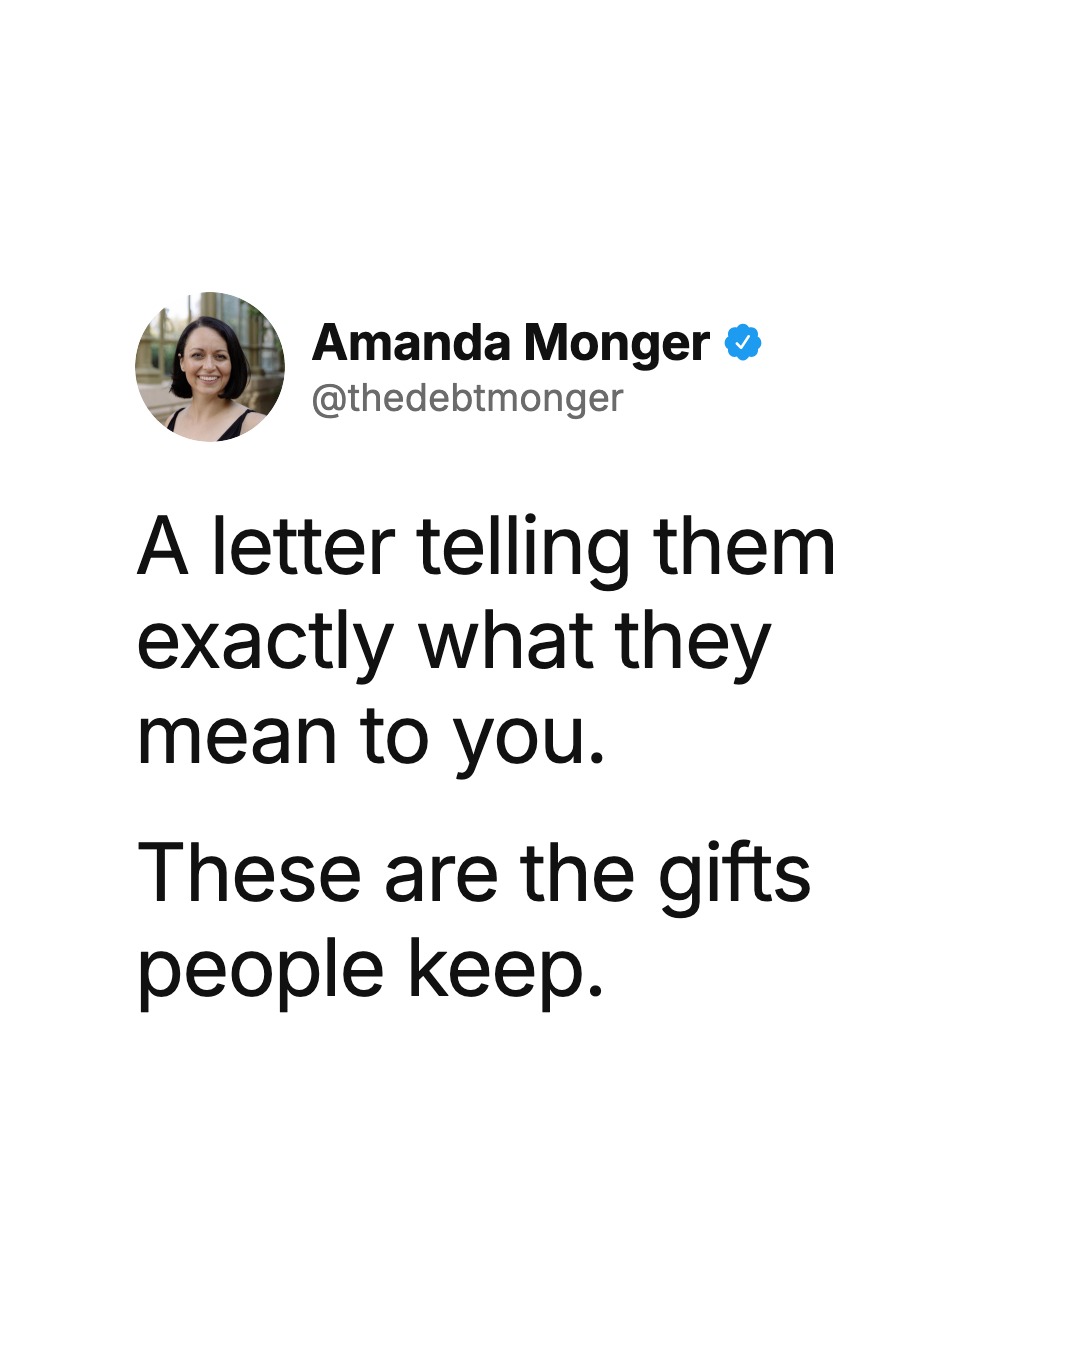 Amanda Monger
@thedebtmonger
A letter telling them
exactly what they
mean to you.
These are the gifts
people keep.